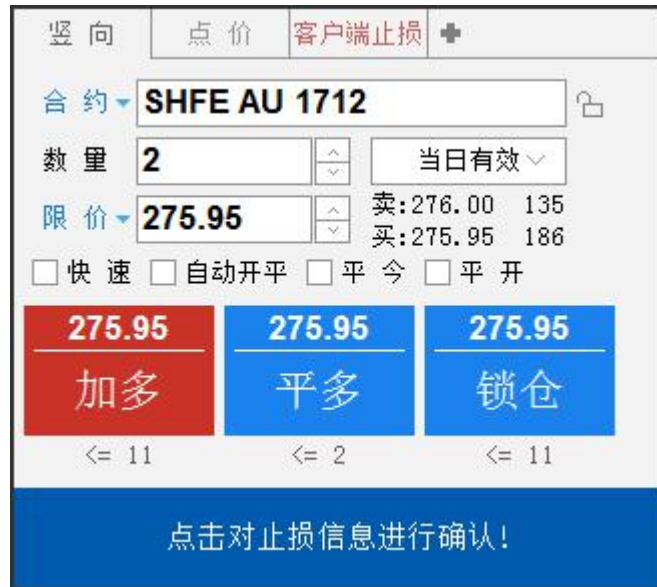 竖 向 点 价 客户端止损
合 约 SHFE AU 1712
数 量 2 当日有效
限 价 275.95 卖:276.00 135
买:275.95 186
快 速 自动开平 平 今 平 开
275.95 275.95 275.95
加多 平多 锁仓
<= 11 <= 2 <= 11
点击对止损信息进行确认!